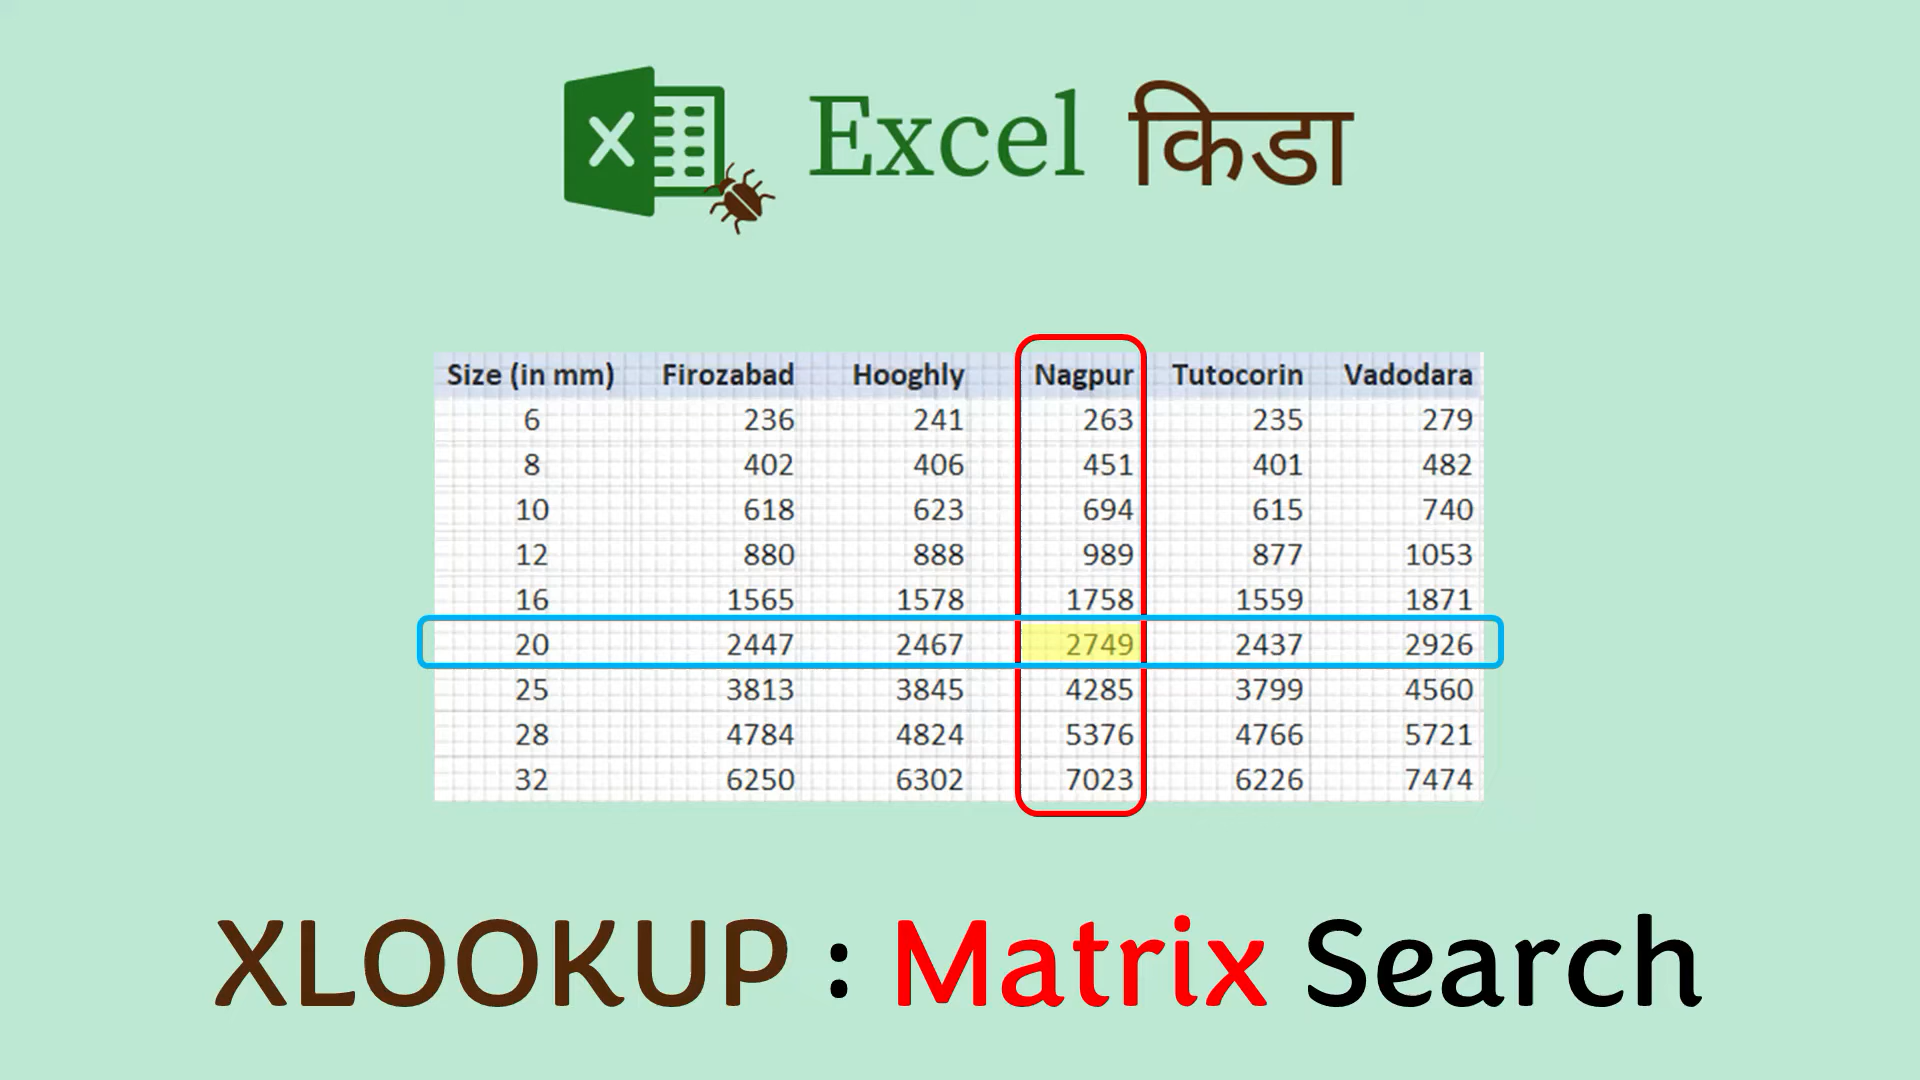 Excel किडा
Size (in mm) Firozabad Hooghly Nagpur Tutocorin Vadodara
6 236 241 263 235 279
8 402 406 451 401 482
10 618 623 694 615 740
12 880 888 989 877 1053
16 1565 1578 1758 1559 1871
20 2447 2467 2749 2437 2926
25 3813 3845 4285 3799 4560
28 4784 4824 5376 4766 5721
32 6250 6302 7023 6226 7474
XLOOKUP : Matrix Search